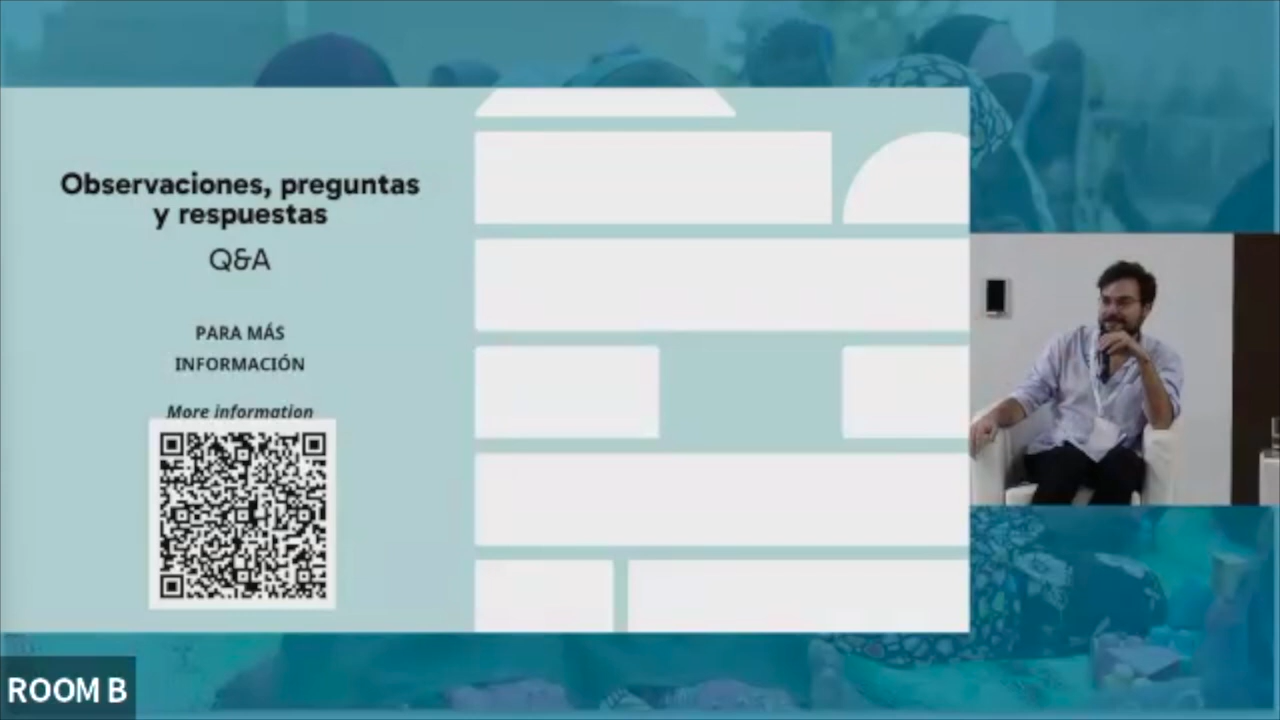 Observaciones, preguntas
y respuestas
Q&A
PARA MÁS
INFORMACIÓN
More information
ROOM B